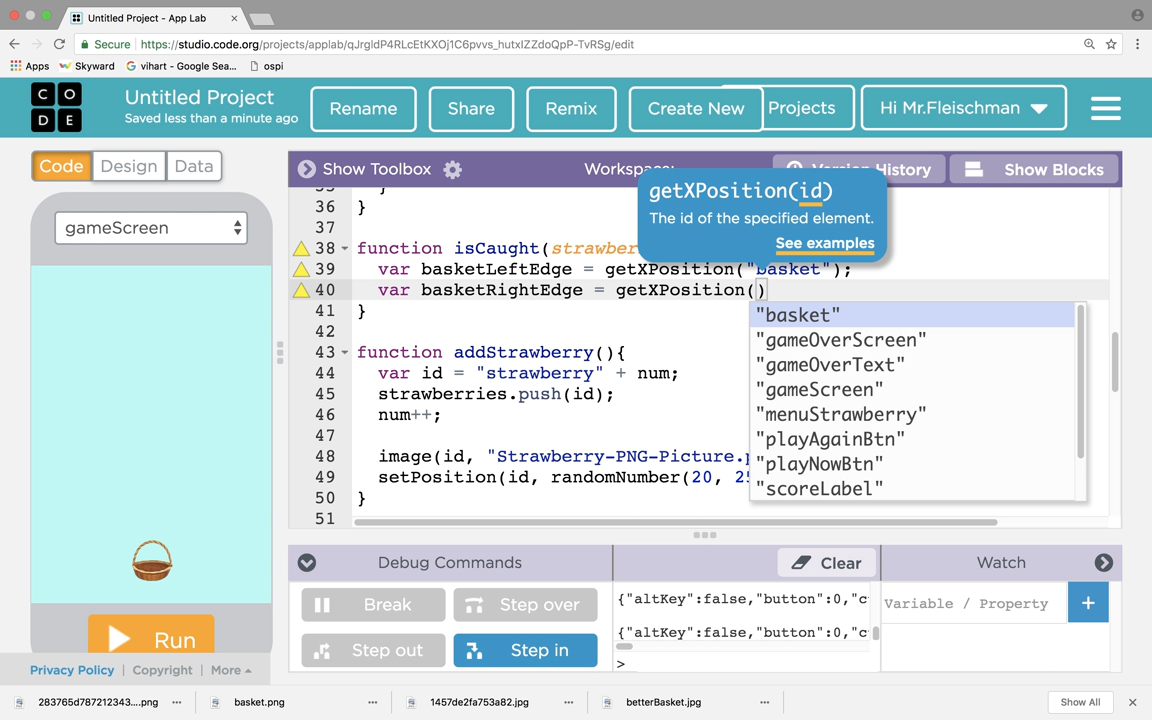 Untitled Project - App Lab
Secure
https://studio.code.org/projects/applab/qJrgldP4RLcEtKXOj1C6pvvs_hutxIZZdoQpP-TvRSg/edit
Apps
Skyward
vihart - Google Sea...
ospi
C O
D E
Untitled Project
Saved less than a minute ago
Rename
Share
Remix
Create New
Projects
Hi Mr.Fleischman
Code
Design
Data
Show Toolbox
Workspace:
Version History
Show Blocks
gameScreen
getXPosition(id)
The id of the specified element.
See examples
36 }
37
38 function isCaught(strawber
39 var basketLeftEdge = getXPosition("basket");
40 var basketRightEdge = getXPosition()
41 }
42
43 function addStrawberry(){
44 var id = "strawberry" + num;
45 strawberries.push(id);
46 num++;
47
48 image(id, "Strawberry-PNG-Picture.p
49 setPosition(id, randomNumber(20, 25
50 }
51
"basket"
"gameOverScreen"
"gameOverText"
"gameScreen"
"menuStrawberry"
"playAgainBtn"
"playNowBtn"
"scoreLabel"
Debug Commands
Clear
Watch
Break
Step over
Step out
Step in
{"altKey":false,"button":0,"c
{"altKey":false,"button":0,"c
>
Variable / Property
+
Run
Privacy Policy | Copyright | More
283765d787212343....png
basket.png
1457de2fa753a82.jpg
betterBasket.jpg
Show All